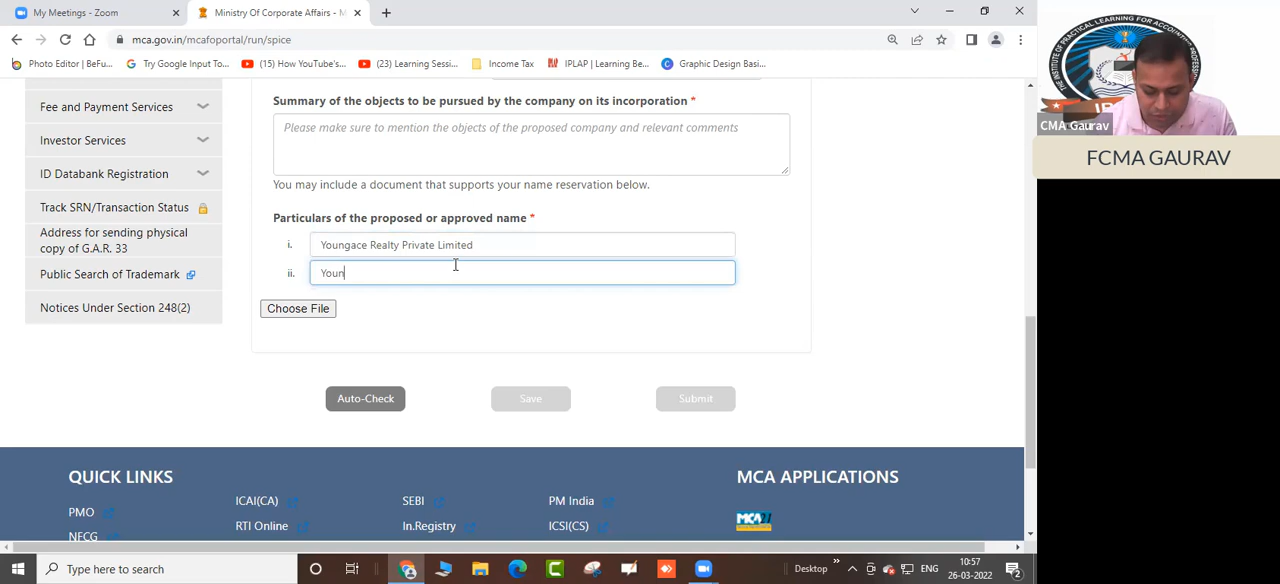 My Meetings - Zoom
Ministry Of Corporate Affairs - M
mca.gov.in/mcafoportal/run/spice
Photo Editor | BeFu...
Try Google Input To...
(15) How YouTube's...
(23) Learning Sessi...
Income Tax
IPLAP | Learning Be...
Graphic Design Basi...
Fee and Payment Services
Investor Services
ID Databank Registration
Track SRN/Transaction Status
Address for sending physical
copy of G.A.R. 33
Public Search of Trademark
Notices Under Section 248(2)
Summary of the objects to be pursued by the company on its incorporation *
Please make sure to mention the objects of the proposed company and relevant comments
You may include a document that supports your name reservation below.
Particulars of the proposed or approved name *
i. Youngace Realty Private Limited
ii. Youn
Choose File
Auto-Check
Save
Submit
QUICK LINKS
MCA APPLICATIONS
PMO
ICAI(CA)
SEBI
PM India
NFCG
RTI Online
In.Registry
ICSI(CS)
MCA21
Type here to search
Desktop
ENG
10:57
26-03-2022
2
CMA Gaurav
FCMA GAURAV